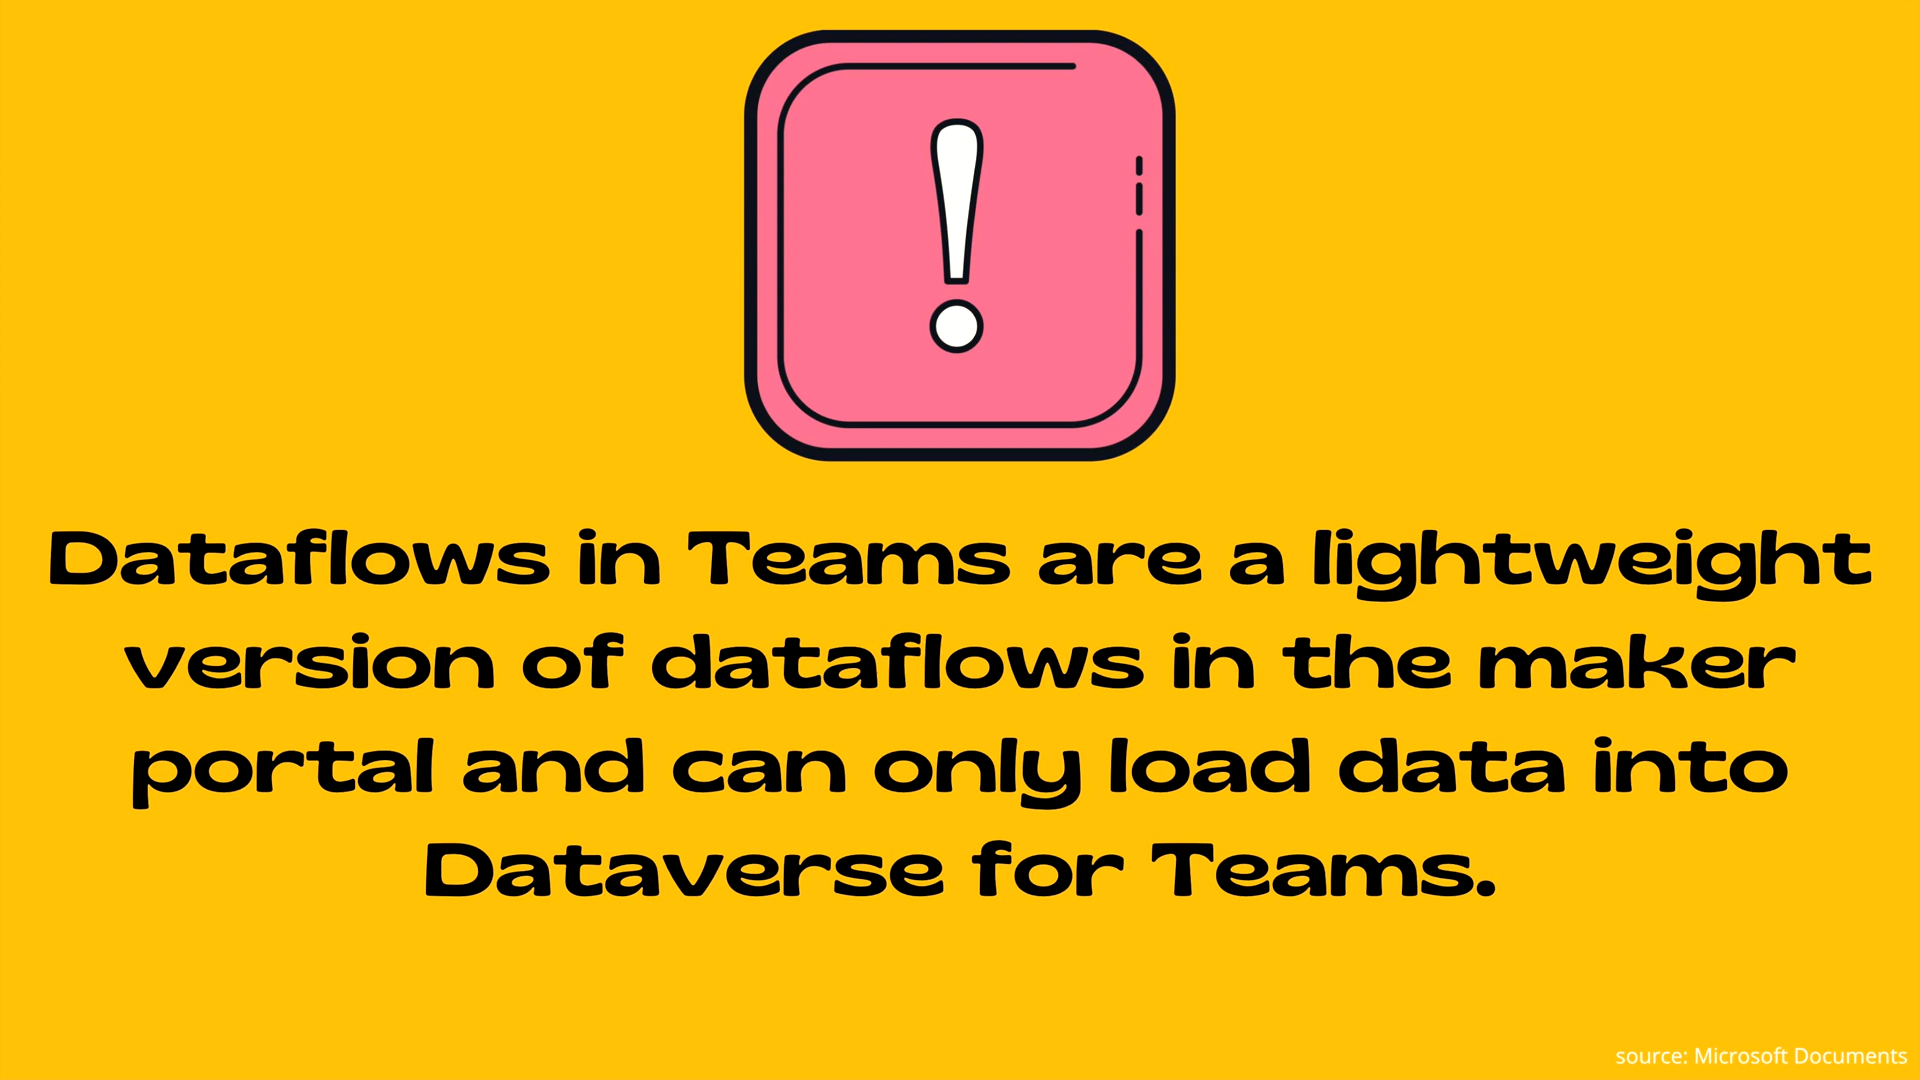 Dataflows in Teams are a lightweight
version of dataflows in the maker
portal and can only load data into
Dataverse for Teams.
source: Microsoft Documents